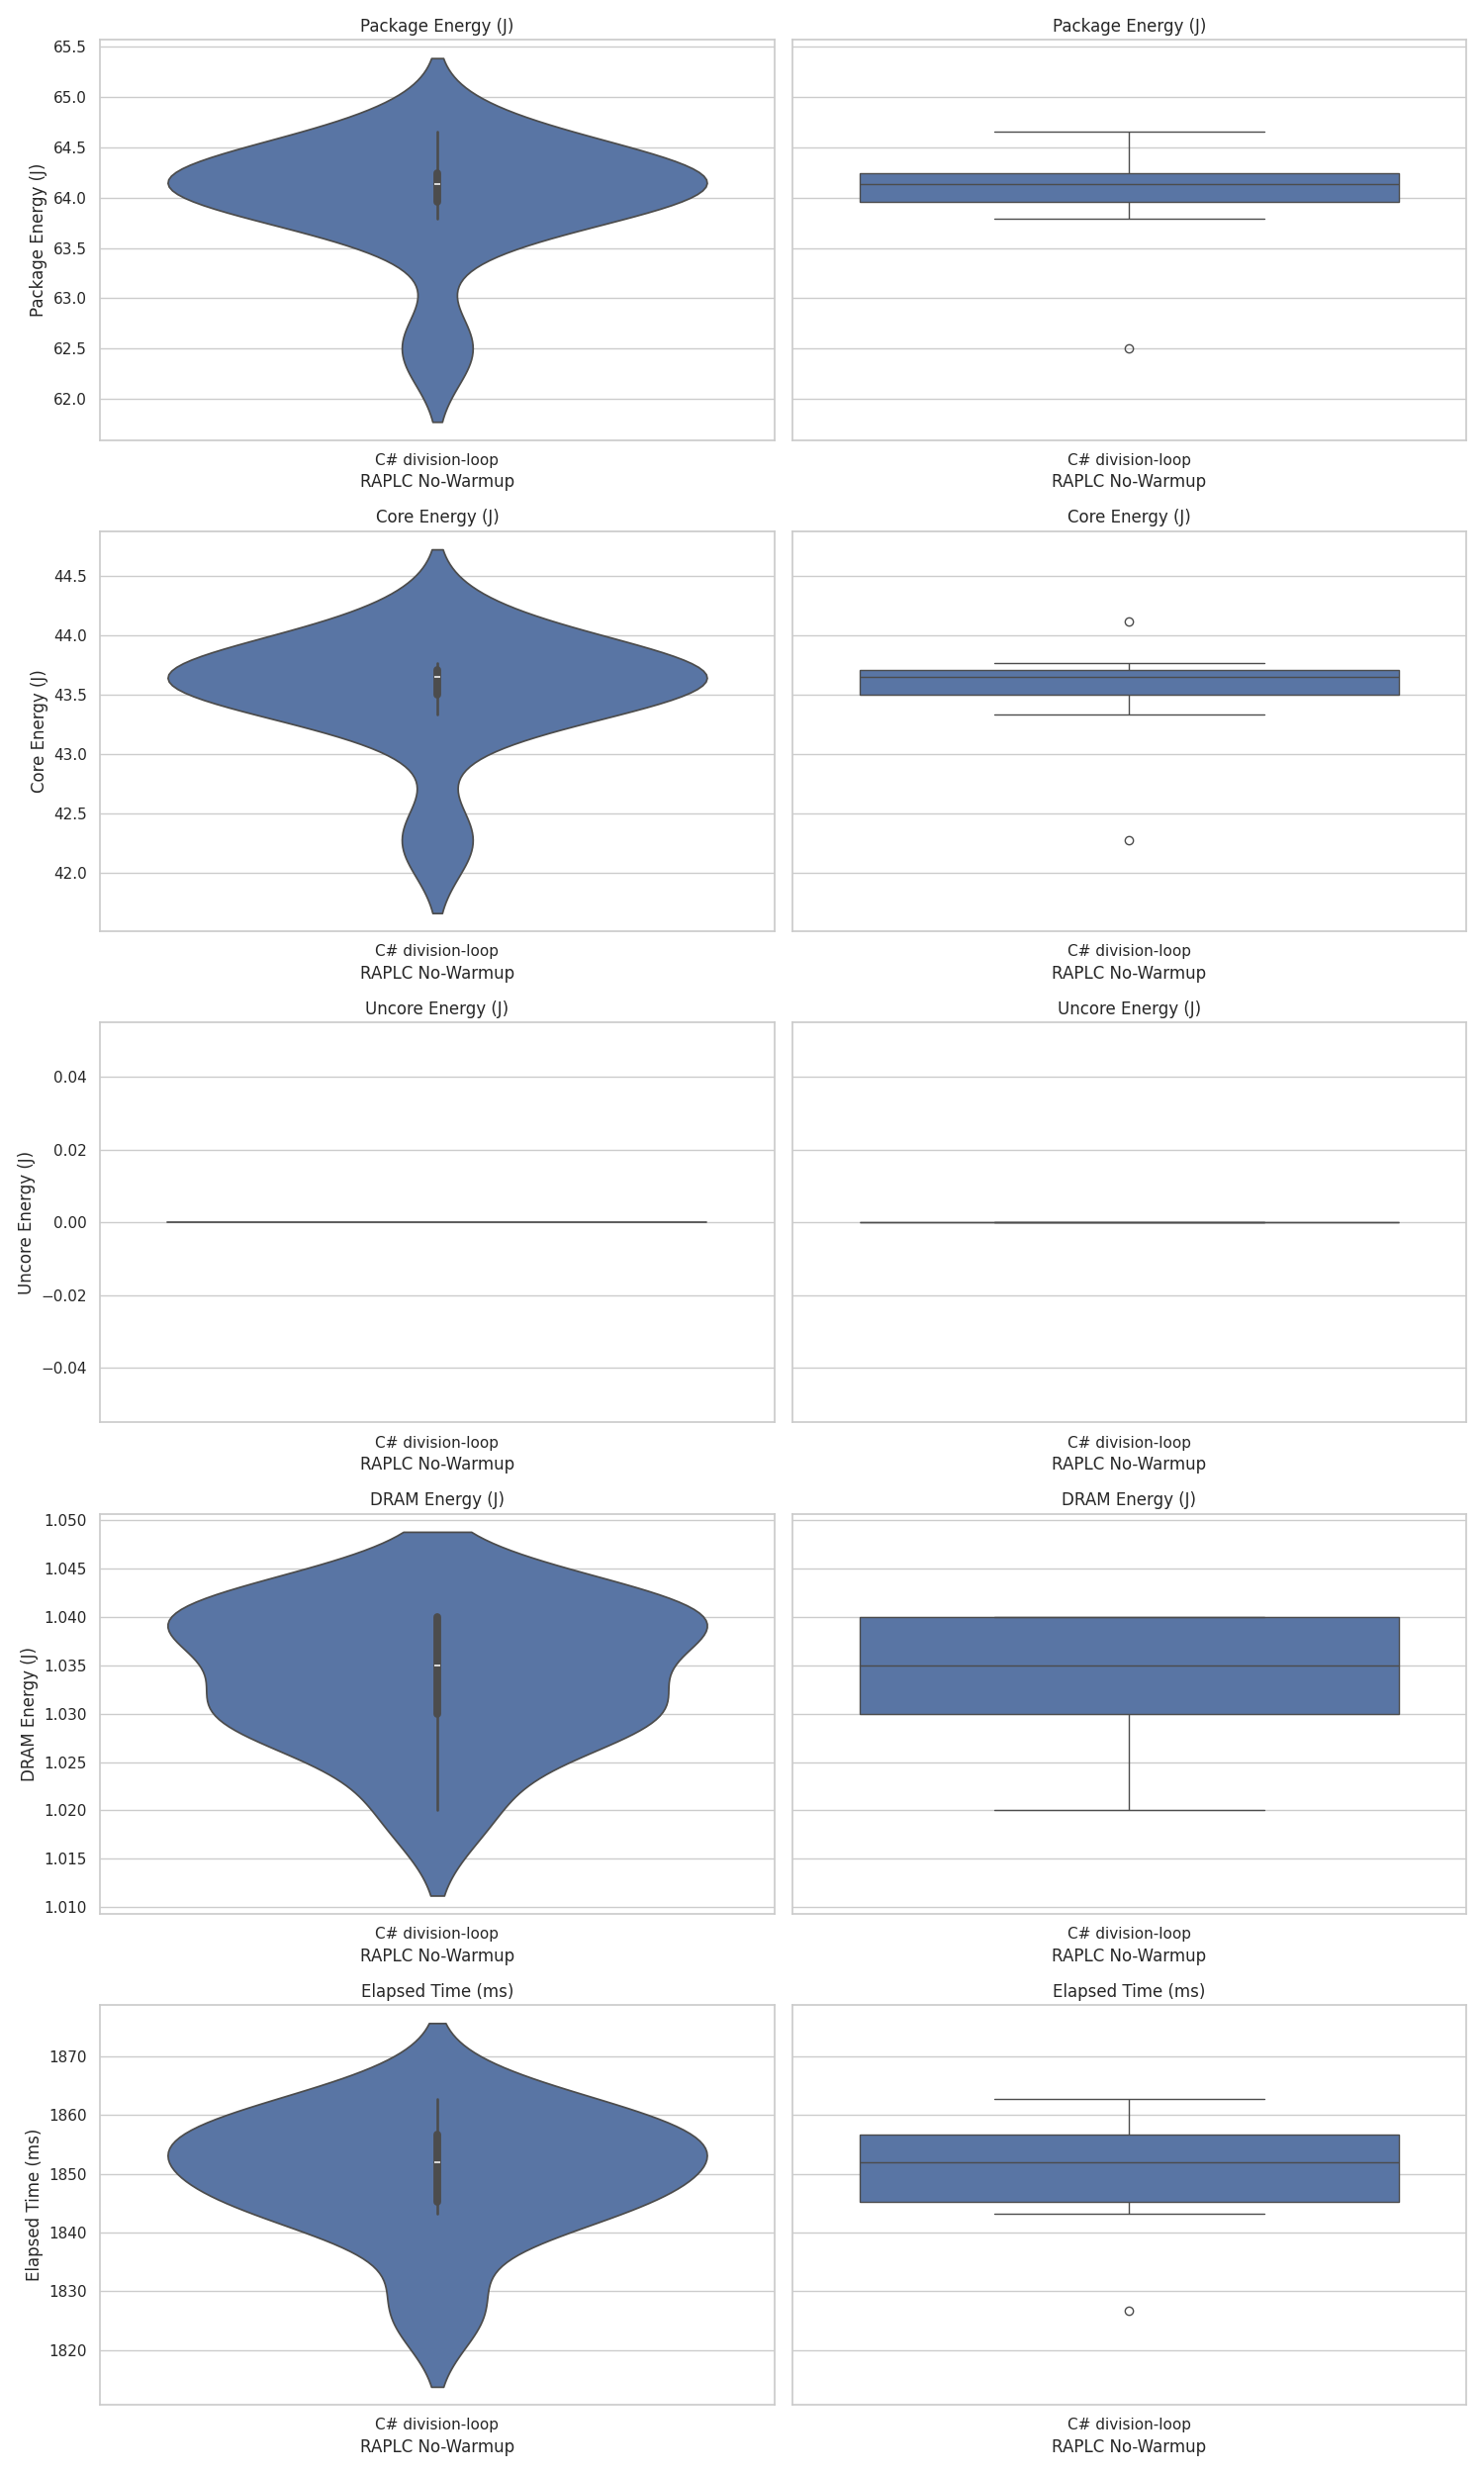 Package Energy (J)
Package Energy (J)
65.5
65.0
64.5
64.0
63.5
63.0
62.5
62.0
Package Energy (J)
C# division-loop
C# division-loop
RAPLC No-Warmup
RAPLC No-Warmup
Core Energy (J)
Core Energy (J)
44.5
44.0
43.5
43.0
42.5
42.0
Core Energy (J)
C# division-loop
C# division-loop
RAPLC No-Warmup
RAPLC No-Warmup
Uncore Energy (J)
Uncore Energy (J)
0.04
0.02
0.00
−0.02
−0.04
Uncore Energy (J)
C# division-loop
C# division-loop
RAPLC No-Warmup
RAPLC No-Warmup
DRAM Energy (J)
DRAM Energy (J)
1.050
1.045
1.040
1.035
1.030
1.025
1.020
1.015
1.010
DRAM Energy (J)
C# division-loop
C# division-loop
RAPLC No-Warmup
RAPLC No-Warmup
Elapsed Time (ms)
Elapsed Time (ms)
1870
1860
1850
1840
1830
1820
Elapsed Time (ms)
C# division-loop
C# division-loop
RAPLC No-Warmup
RAPLC No-Warmup